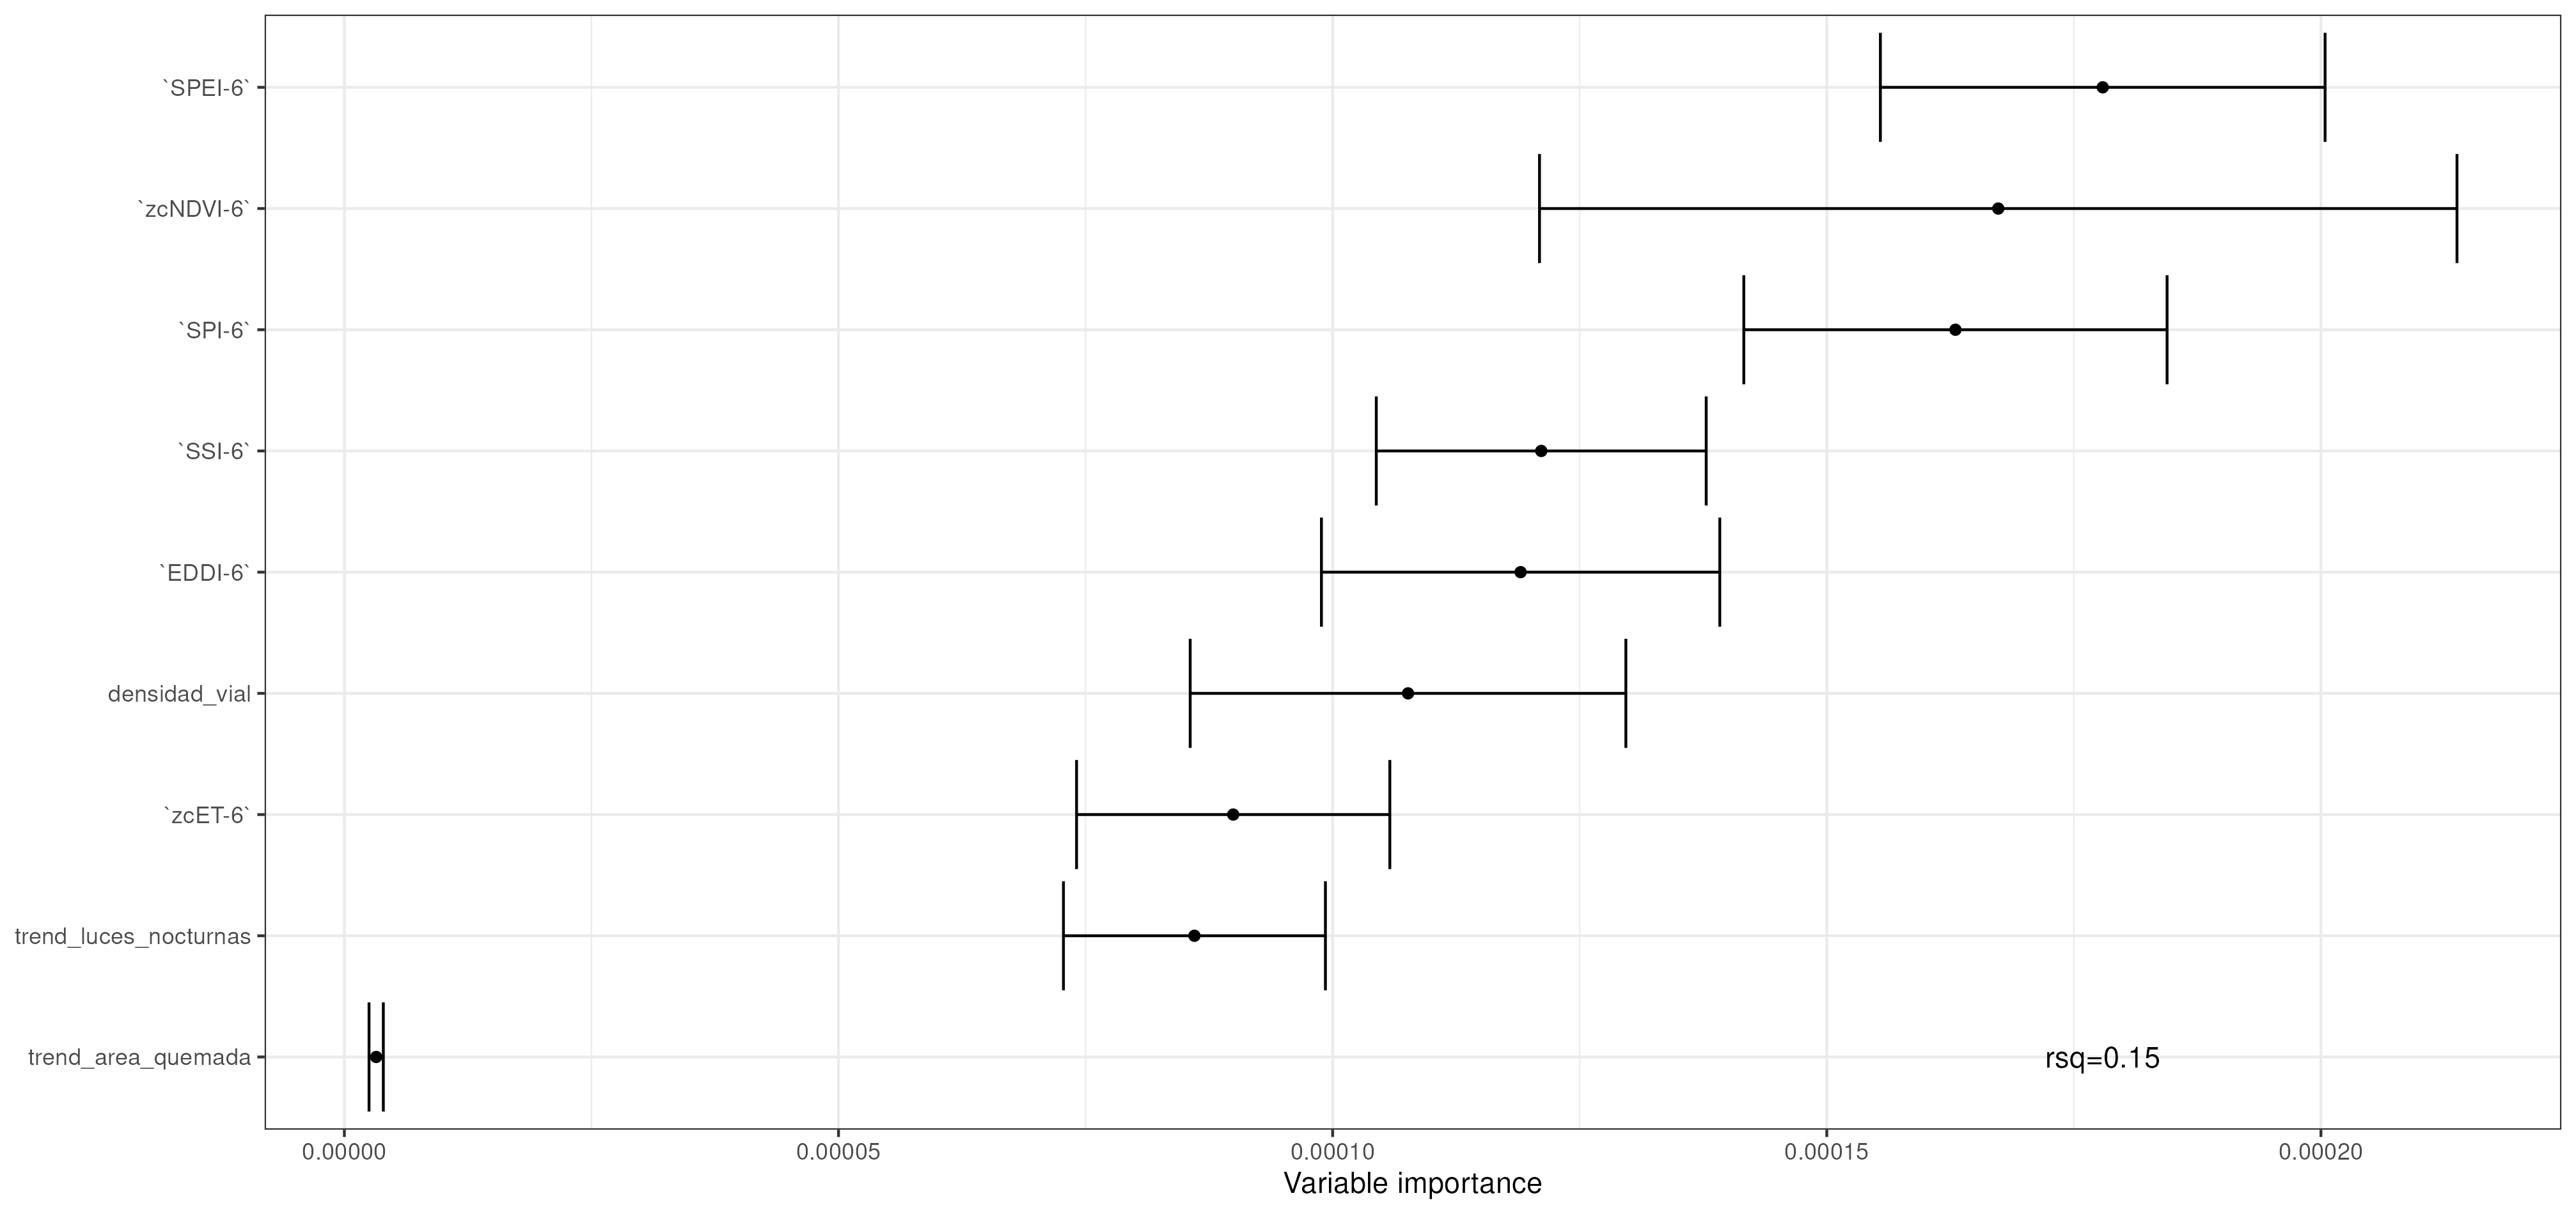 `SPEI-6`
`zcNDVI-6`
`SPI-6`
`SSI-6`
`EDDI-6`
densidad_vial
`zcET-6`
trend_luces_nocturnas
trend_area_quemada
rsq=0.15
0.00000 0.00005 0.00010 0.00015 0.00020
Variable importance